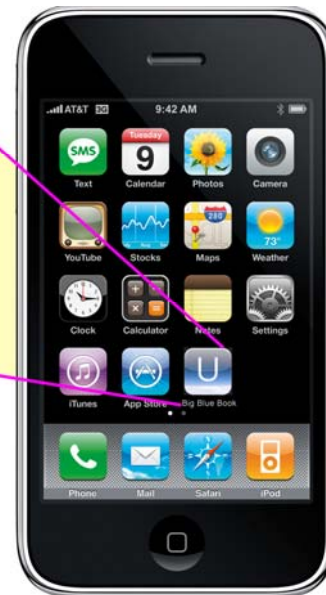 AT&T 3G 9:42 AM
SMS Tuesday 9
Text Calendar Photos Camera
280 73°
YouTube Stocks Maps Weather
Clock Calculator Notes Settings
U
iTunes App Store Big Blue Book
Phone Mail Safari iPod